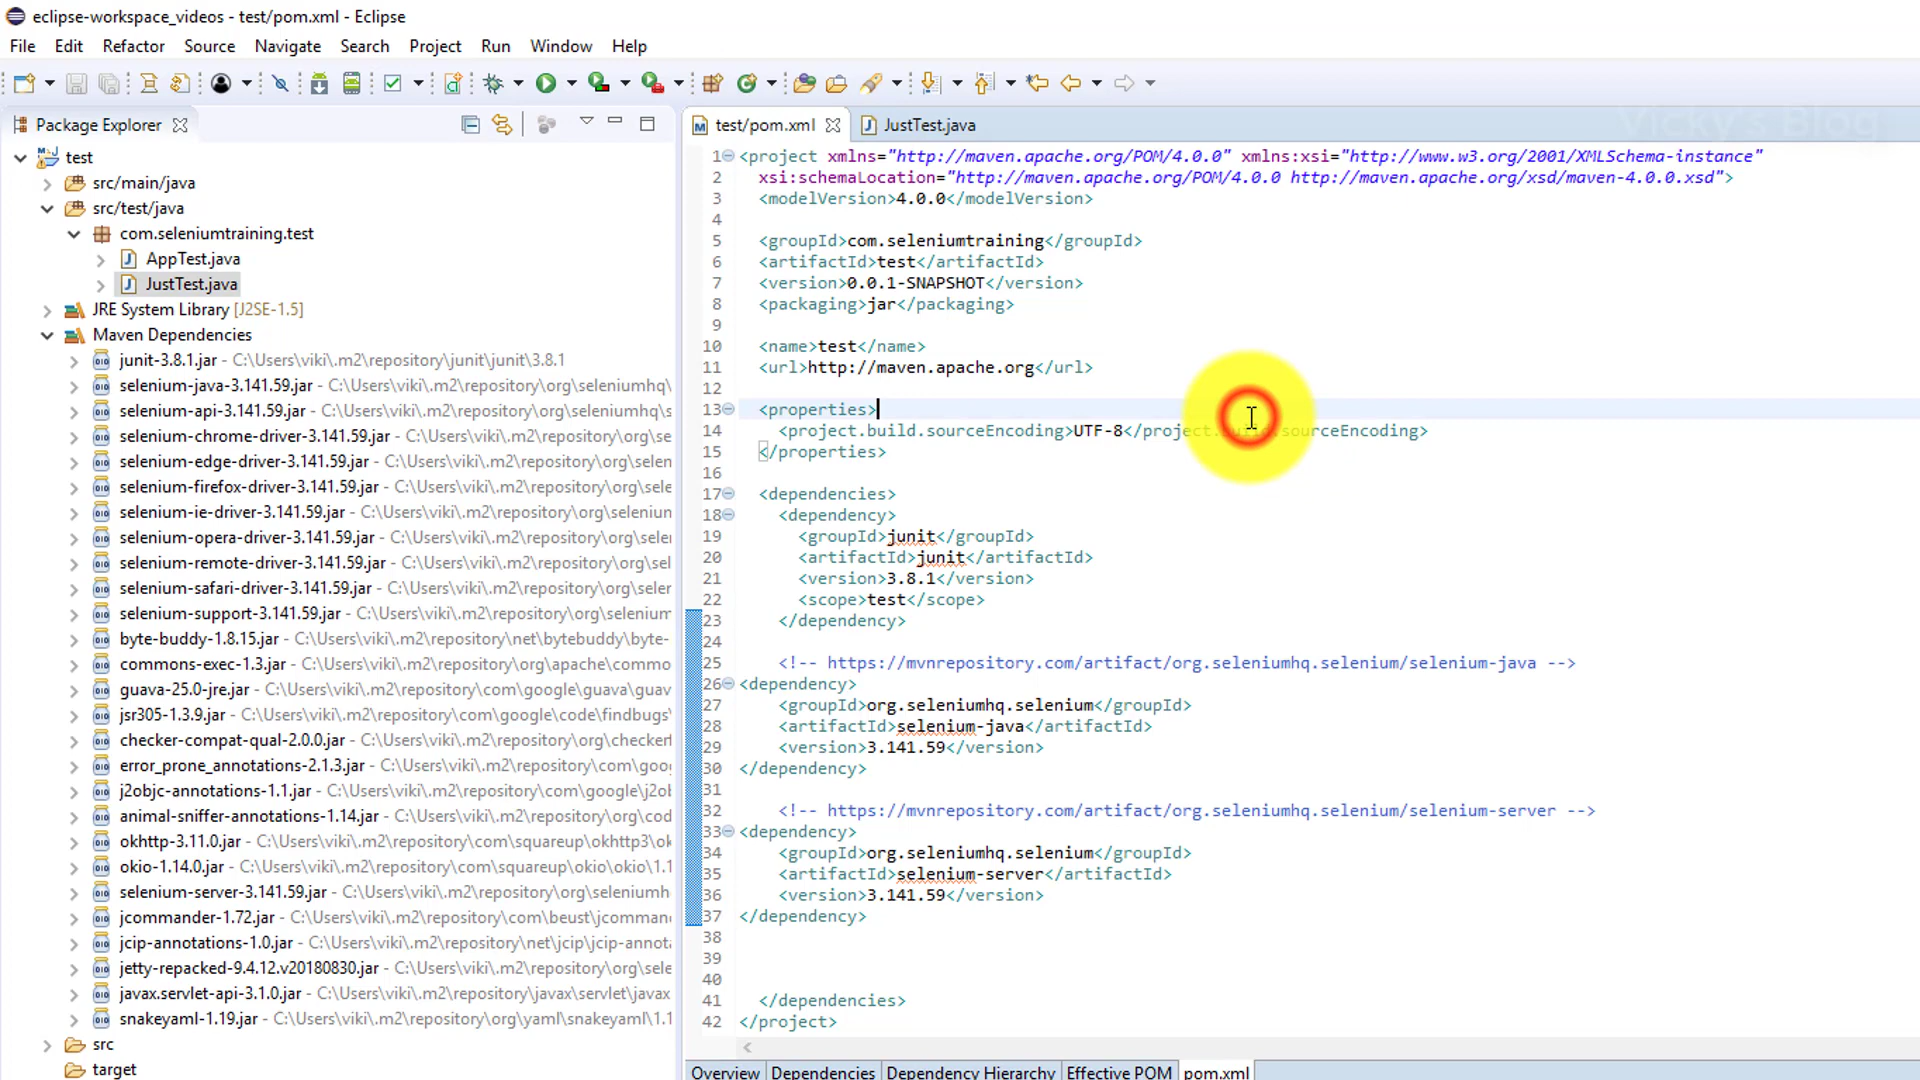 eclipse-workspace_videos - test/pom.xml - Eclipse
File Edit Refactor Source Navigate Search Project Run Window Help
Package Explorer
test
src/main/java
src/test/java
com.seleniumtraining.test
AppTest.java
JustTest.java
JRE System Library [J2SE-1.5]
Maven Dependencies
junit-3.8.1.jar - C:\Users\viki\.m2\repository\junit\junit\3.8.1
selenium-java-3.141.59.jar - C:\Users\viki\.m2\repository\org\seleniumhq\
selenium-api-3.141.59.jar - C:\Users\viki\.m2\repository\org\seleniumhq\s
selenium-chrome-driver-3.141.59.jar - C:\Users\viki\.m2\repository\org\se
selenium-edge-driver-3.141.59.jar - C:\Users\viki\.m2\repository\org\sele
selenium-firefox-driver-3.141.59.jar - C:\Users\viki\.m2\repository\org\sele
selenium-ie-driver-3.141.59.jar - C:\Users\viki\.m2\repository\org\selenium
selenium-opera-driver-3.141.59.jar - C:\Users\viki\.m2\repository\org\sele
selenium-remote-driver-3.141.59.jar - C:\Users\viki\.m2\repository\org\se
selenium-safari-driver-3.141.59.jar - C:\Users\viki\.m2\repository\org\sele
selenium-support-3.141.59.jar - C:\Users\viki\.m2\repository\org\selenium
byte-buddy-1.8.15.jar - C:\Users\viki\.m2\repository\net\bytebuddy\byte-
commons-exec-1.3.jar - C:\Users\viki\.m2\repository\org\apache\commo
guava-25.0-jre.jar - C:\Users\viki\.m2\repository\com\google\guava\guav
jsr305-1.3.9.jar - C:\Users\viki\.m2\repository\com\google\code\findbugs\
checker-compat-qual-2.0.0.jar - C:\Users\viki\.m2\repository\org\checkerf
error_prone_annotations-2.1.3.jar - C:\Users\viki\.m2\repository\com\goo
j2objc-annotations-1.1.jar - C:\Users\viki\.m2\repository\com\google\j2ol
animal-sniffer-annotations-1.14.jar - C:\Users\viki\.m2\repository\org\cod
okhttp-3.11.0.jar - C:\Users\viki\.m2\repository\com\squareup\okhttp3\ok
okio-1.14.0.jar - C:\Users\viki\.m2\repository\com\squareup\okio\okio\1.1
selenium-server-3.141.59.jar - C:\Users\viki\.m2\repository\org\seleniumh
jcommander-1.72.jar - C:\Users\viki\.m2\repository\com\beust\jcomman
jcip-annotations-1.0.jar - C:\Users\viki\.m2\repository\net\jcip\jcip-annot
jetty-repacked-9.4.12.v20180830.jar - C:\Users\viki\.m2\repository\org\sele
javax.servlet-api-3.1.0.jar - C:\Users\viki\.m2\repository\javax\servlet\javax
snakeyaml-1.19.jar - C:\Users\viki\.m2\repository\org\yaml\snakeyaml\1.1
src
target
test/pom.xml JustTest.java
Vicky's Blog
1 <project xmlns="http://maven.apache.org/POM/4.0.0" xmlns:xsi="http://www.w3.org/2001/XMLSchema-instance"
2 xsi:schemaLocation="http://maven.apache.org/POM/4.0.0 http://maven.apache.org/xsd/maven-4.0.0.xsd">
3 <modelVersion>4.0.0</modelVersion>
4
5 <groupId>com.seleniumtraining</groupId>
6 <artifactId>test</artifactId>
7 <version>0.0.1-SNAPSHOT</version>
8 <packaging>jar</packaging>
9
10 <name>test</name>
11 <url>http://maven.apache.org</url>
12
13 <properties>
14 <project.build.sourceEncoding>UTF-8</project.build.sourceEncoding>
15 </properties>
16
17 <dependencies>
18 <dependency>
19 <groupId>junit</groupId>
20 <artifactId>junit</artifactId>
21 <version>3.8.1</version>
22 <scope>test</scope>
23 </dependency>
24
25 <!-- https://mvnrepository.com/artifact/org.seleniumhq.selenium/selenium-java -->
26 <dependency>
27 <groupId>org.seleniumhq.selenium</groupId>
28 <artifactId>selenium-java</artifactId>
29 <version>3.141.59</version>
30 </dependency>
31
32 <!-- https://mvnrepository.com/artifact/org.seleniumhq.selenium/selenium-server -->
33 <dependency>
34 <groupId>org.seleniumhq.selenium</groupId>
35 <artifactId>selenium-server</artifactId>
36 <version>3.141.59</version>
37 </dependency>
38
39
40
41 </dependencies>
42 </project>
Overview Dependencies Dependency Hierarchy Effective POM pom.xml